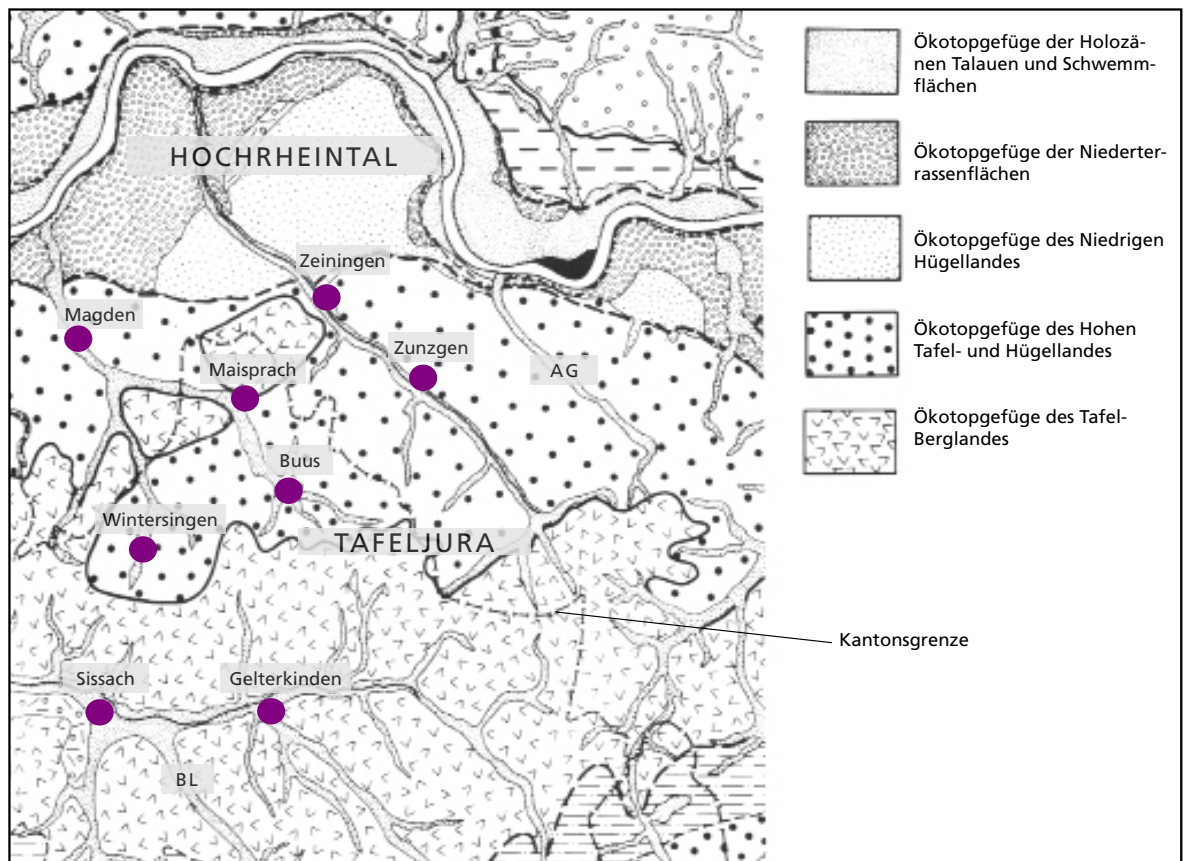 HOCHRHEINTAL
Zeiningen
Magden
Zunzgen
Maisprach
AG
Buus
Wintersingen
TAFELJURA
Sissach
Gelterkinden
BL
Ökotopgefüge der Holozä-
nen Talauen und Schwemm-
flächen
Ökotopgefüge der Niederter-
rassenflächen
Ökotopgefüge des Niedrigen
Hügellandes
Ökotopgefüge des Hohen
Tafel- und Hügellandes
Ökotopgefüge des Tafel-
Berglandes
Kantonsgrenze